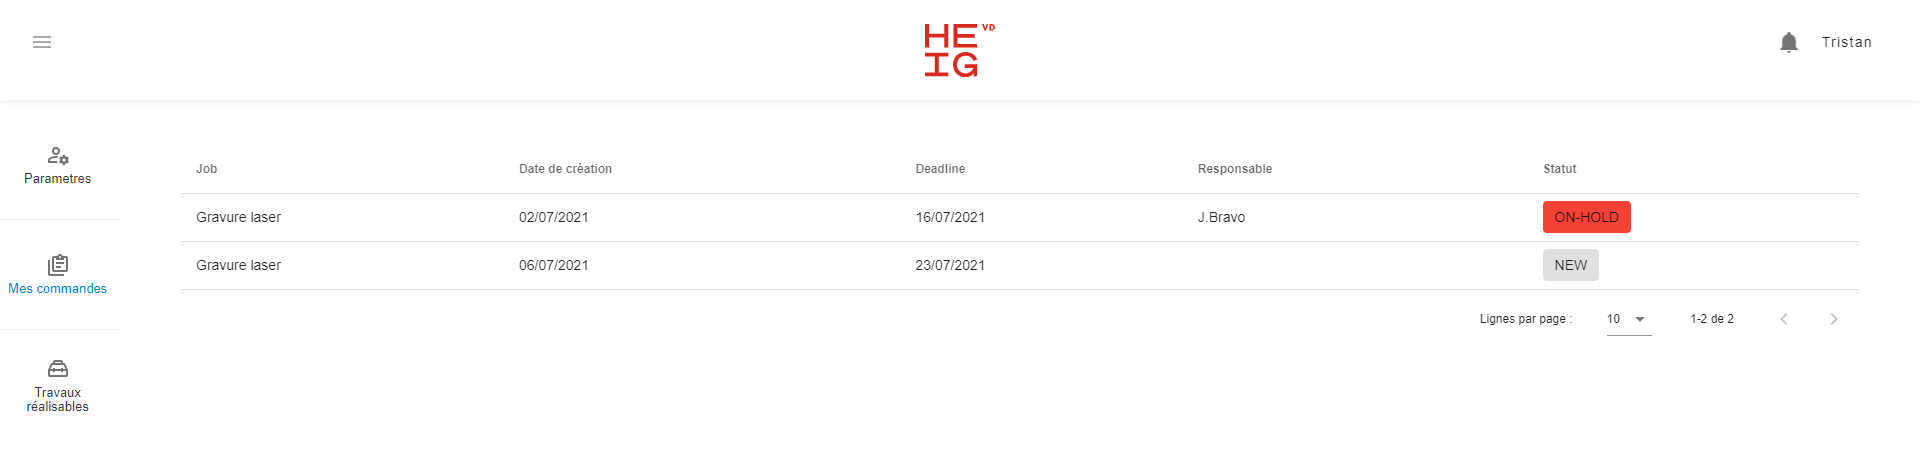 HE VD
IG
Tristan
Parametres
Mes commandes
Travaux
réalisables
Job Date de création Deadline Responsable Statut
Gravure laser 02/07/2021 16/07/2021 J.Bravo ON-HOLD
Gravure laser 06/07/2021 23/07/2021 NEW
Lignes par page : 10 1-2 de 2